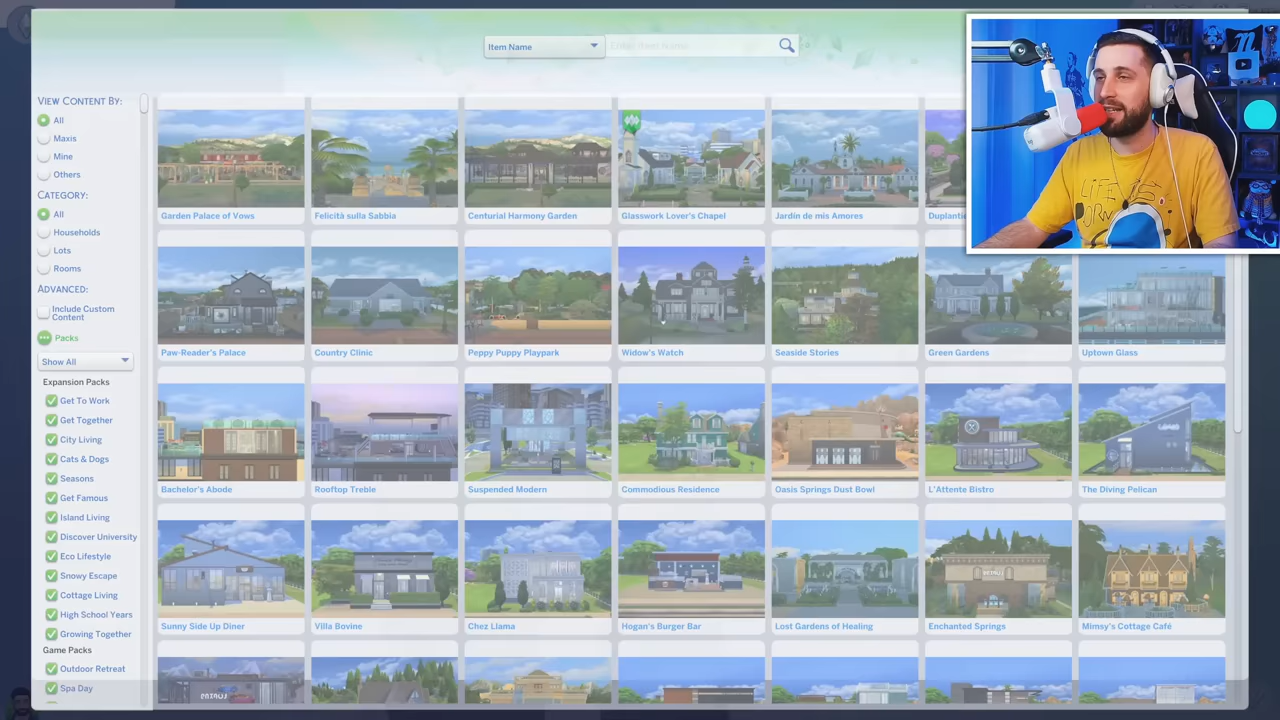 Item Name
Enter item name
VIEW CONTENT BY:
All
Maxis
Mine
Others
CATEGORY:
All
Households
Lots
Rooms
ADVANCED:
Include Custom
Content
Packs
Show All
Expansion Packs
Get To Work
Get Together
City Living
Cats & Dogs
Seasons
Get Famous
Island Living
Discover University
Eco Lifestyle
Snowy Escape
Cottage Living
High School Years
Growing Together
Game Packs
Outdoor Retreat
Spa Day
Garden Palace of Vows
Felicità sulla Sabbia
Centurial Harmony Garden
Glasswork Lover's Chapel
Jardín de mis Amores
Paw-Reader's Palace
Country Clinic
Peppy Puppy Playpark
Widow's Watch
Seaside Stories
Green Gardens
Uptown Glass
Bachelor's Abode
Rooftop Treble
Suspended Modern
Commodious Residence
Oasis Springs Dust Bowl
L'Attente Bistro
The Diving Pelican
Sunny Side Up Diner
Villa Bovine
Chez Llama
Hogan's Burger Bar
Lost Gardens of Healing
Enchanted Springs
Mimsy's Cottage Café